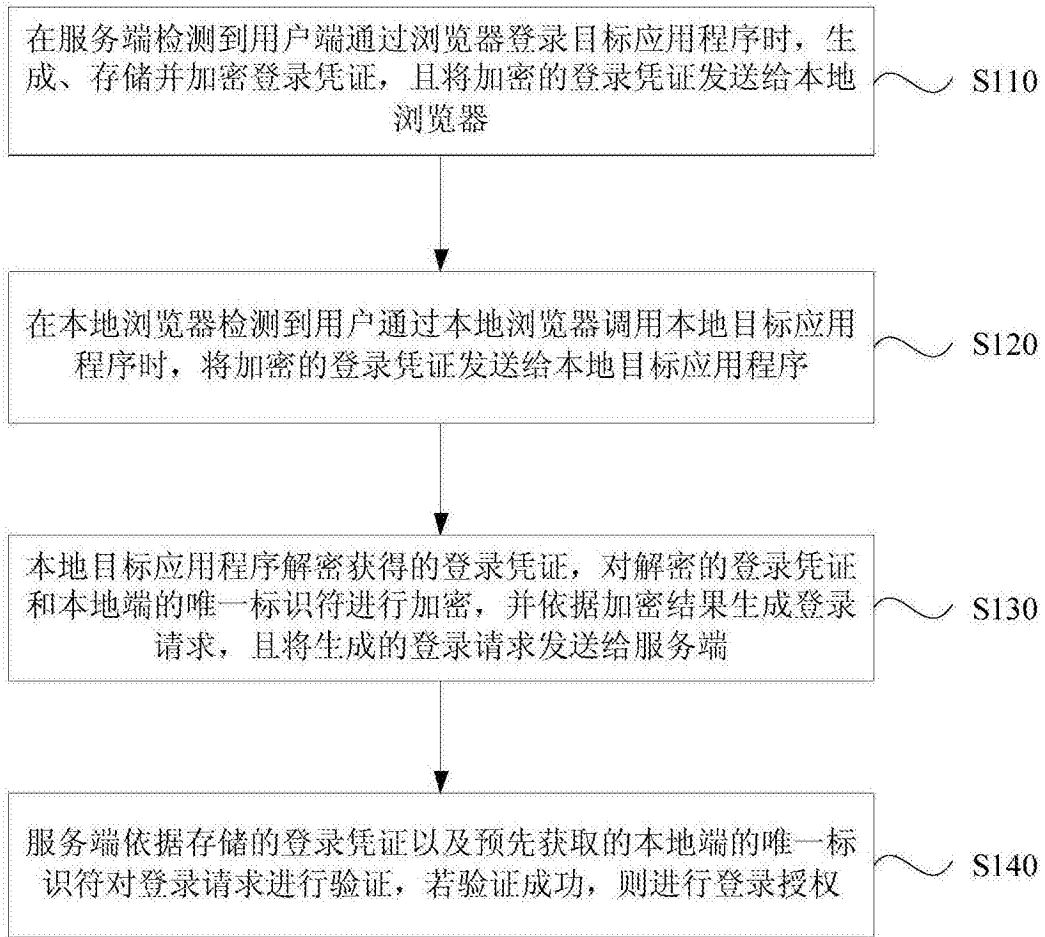 在服务端检测到用户端通过浏览器登录目标应用程序时，生
成、存储并加密登录凭证，且将加密的登录凭证发送给本地
浏览器
S110
在本地浏览器检测到用户通过本地浏览器调用本地目标应用
程序时，将加密的登录凭证发送给本地目标应用程序
S120
本地目标应用程序解密获得的登录凭证，对解密的登录凭证
和本地端的唯一标识符进行加密，并依据加密结果生成登录
请求，且将生成的登录请求发送给服务端
S130
服务端依据存储的登录凭证以及预先获取的本地端的唯一标
识符对登录请求进行验证，若验证成功，则进行登录授权
S140